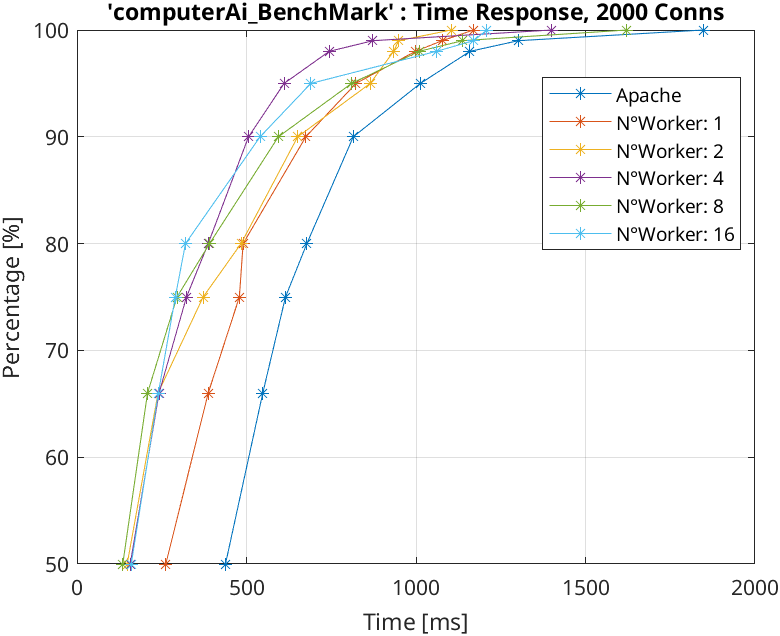 'computerAi_BenchMark' : Time Response, 2000 Conns
100
90
80
70
60
50
Percentage [%]
Apache
N°Worker: 1
N°Worker: 2
N°Worker: 4
N°Worker: 8
N°Worker: 16
0 500 1000 1500 2000
Time [ms]